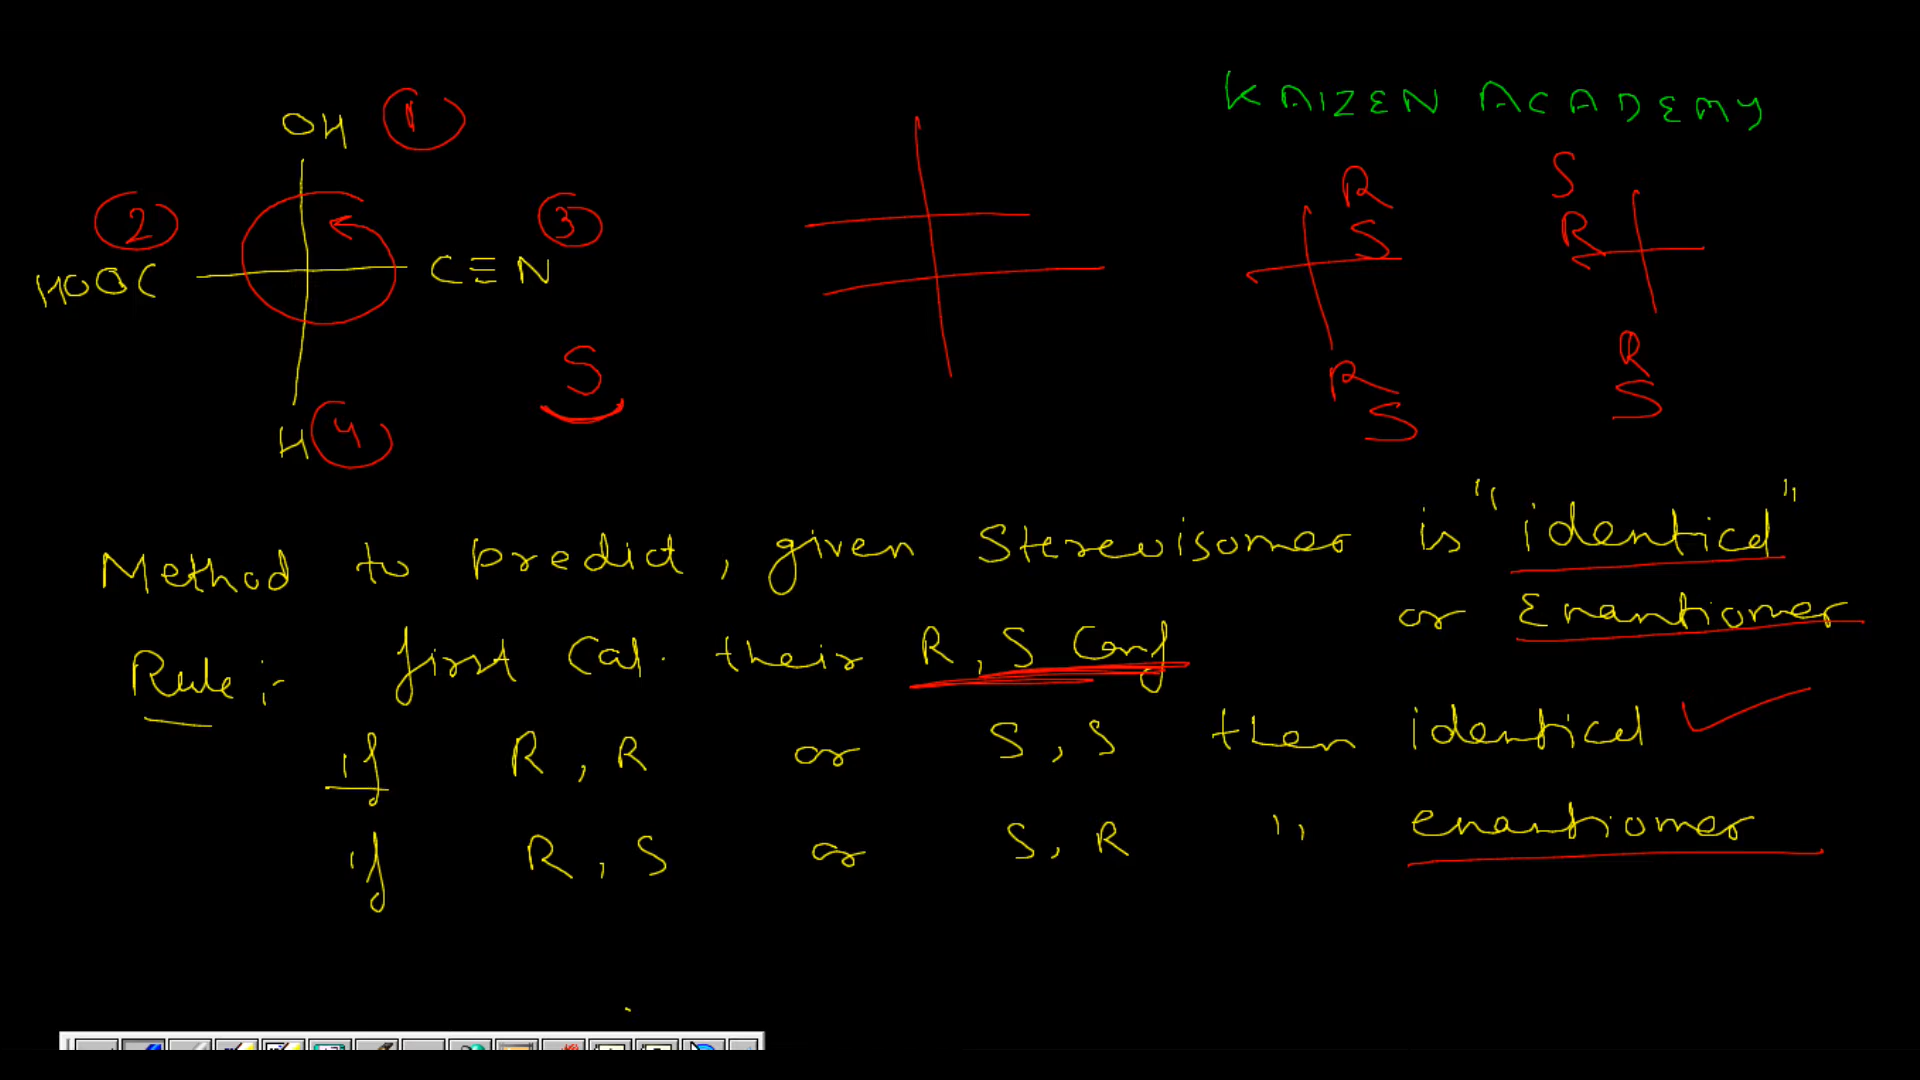 KAIZEN ACADEMY
OH 1
2 3
HOOC C≡N
S
H 4
R S
S R
R R
S S
Method to predict, given Stereoisomer is "identical"
or Enantiomer
Rule:- first Cal. their R, S Conf
if R, R or S, S then identical ✓
if R, S or S, R " enantiomer